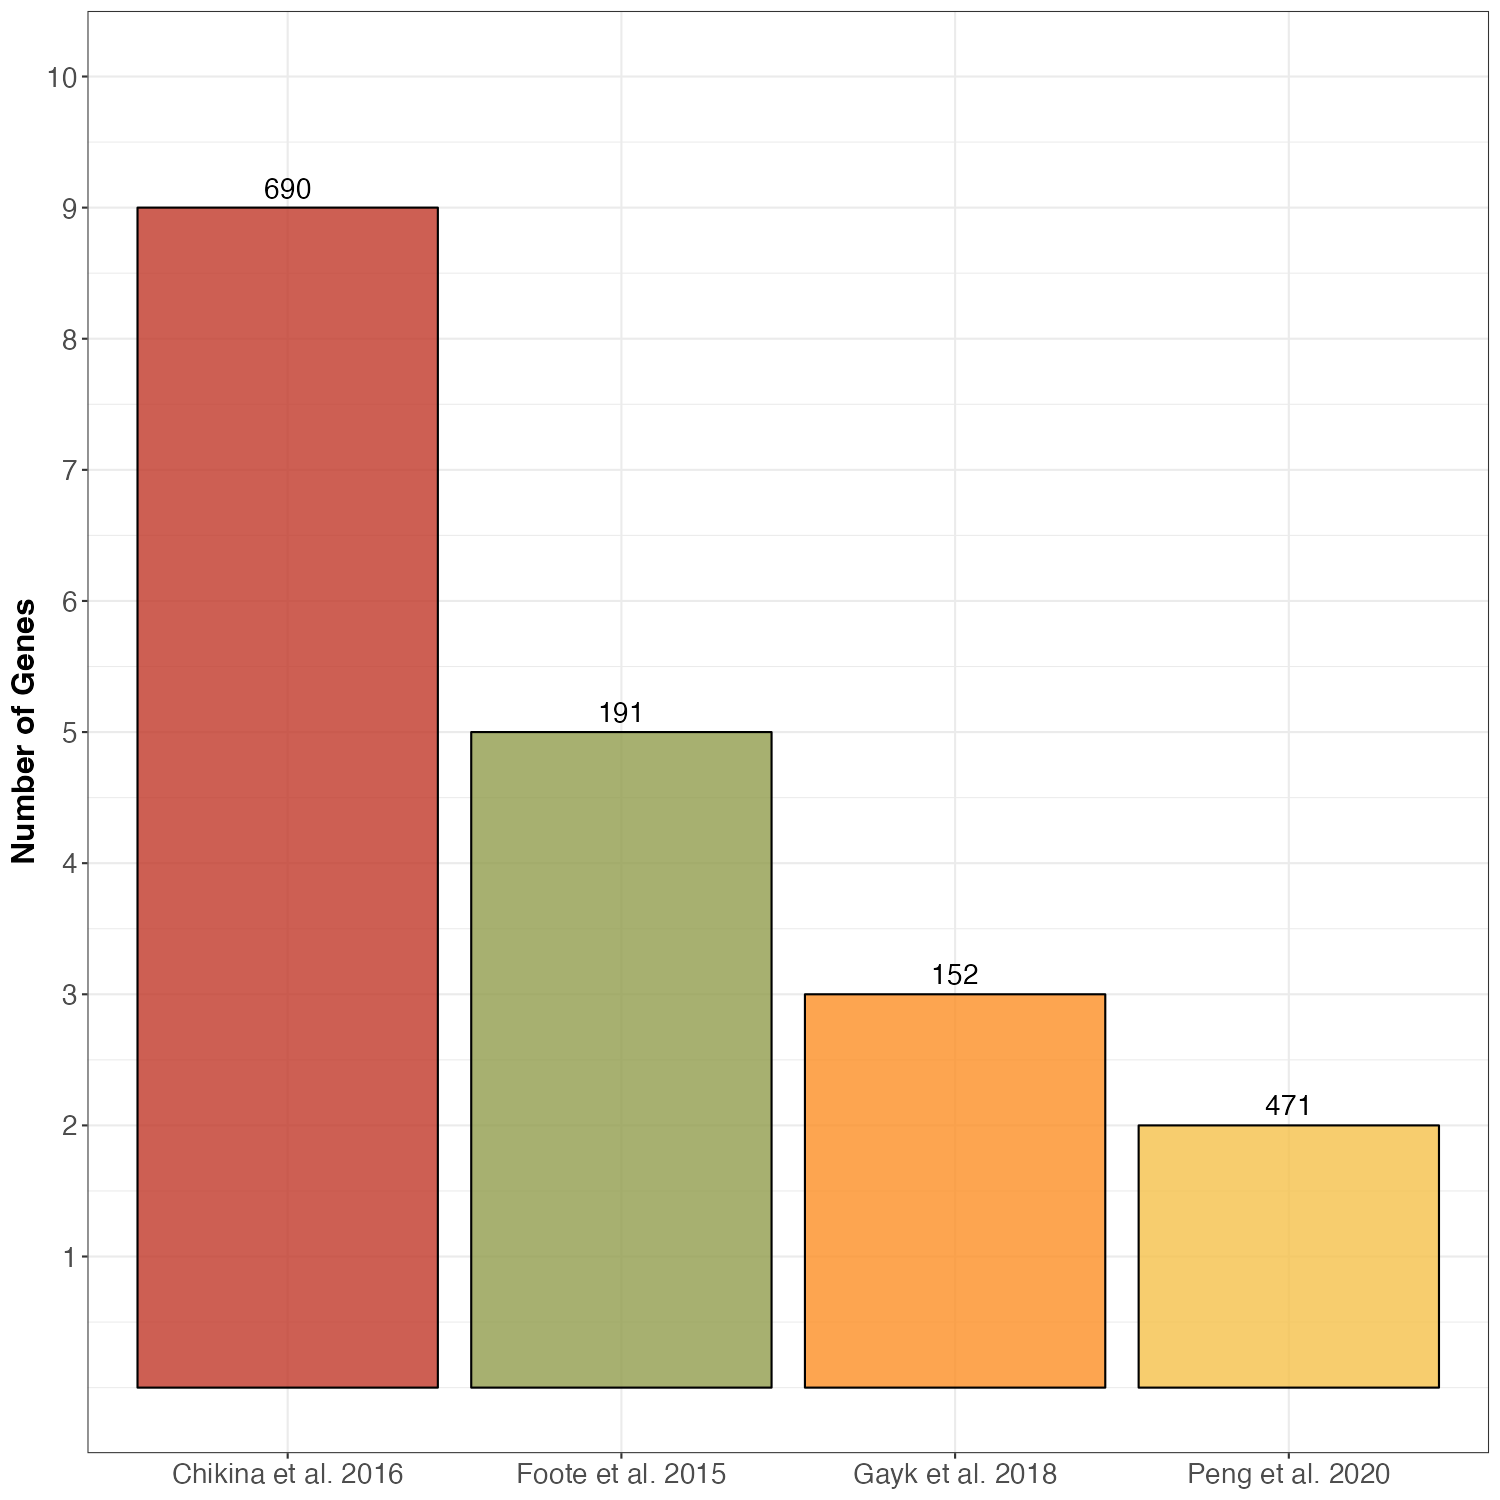 Number of Genes
10
9
8
7
6
5
4
3
2
1
690
191
152
471
Chikina et al. 2016
Foote et al. 2015
Gayk et al. 2018
Peng et al. 2020